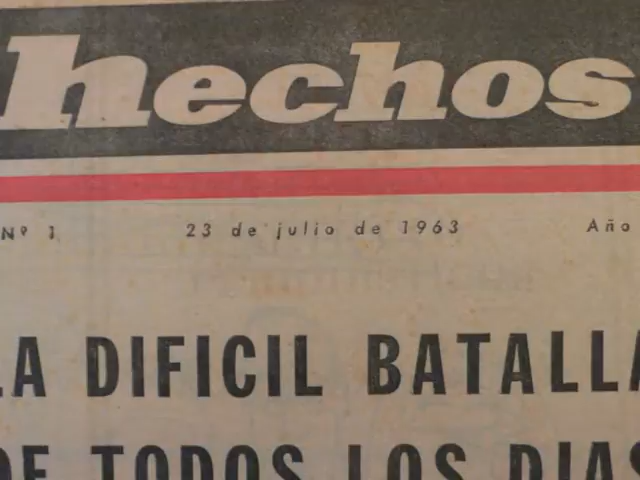 hechos
Nº 1 23 de julio de 1963 Año
LA DIFICIL BATALLA
DE TODOS LOS DIAS